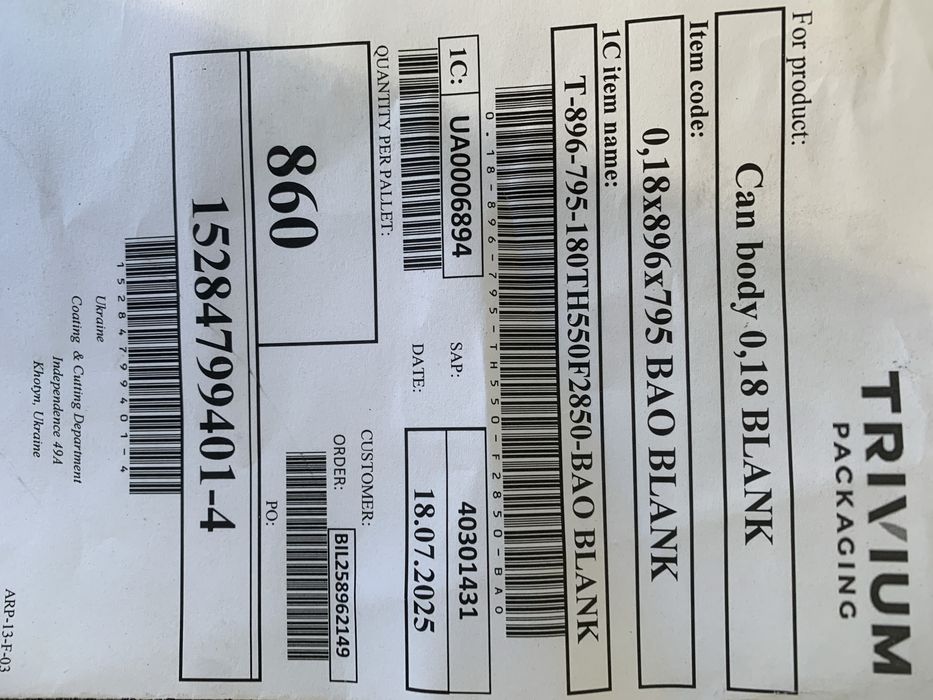 TRIVIUM
PACKAGING
For product:
Can body 0,18 BLANK
Item code:
0,18x896x795 BAO BLANK
1C item name:
T-896-795-180TH550F2850-BAO BLANK
0-18-896-795-TH550-F2850-BAO
1C: UA0006894
SAP: 40301431
DATE: 18.07.2025
QUANTITY PER PALLET:
860
CUSTOMER:
ORDER: BIL258962149
PO:
15284799401-4
15284799401-4
Ukraine
Coating & Cutting Department
Independence 49A
Khotyn, Ukraine
ARP-13-F-03